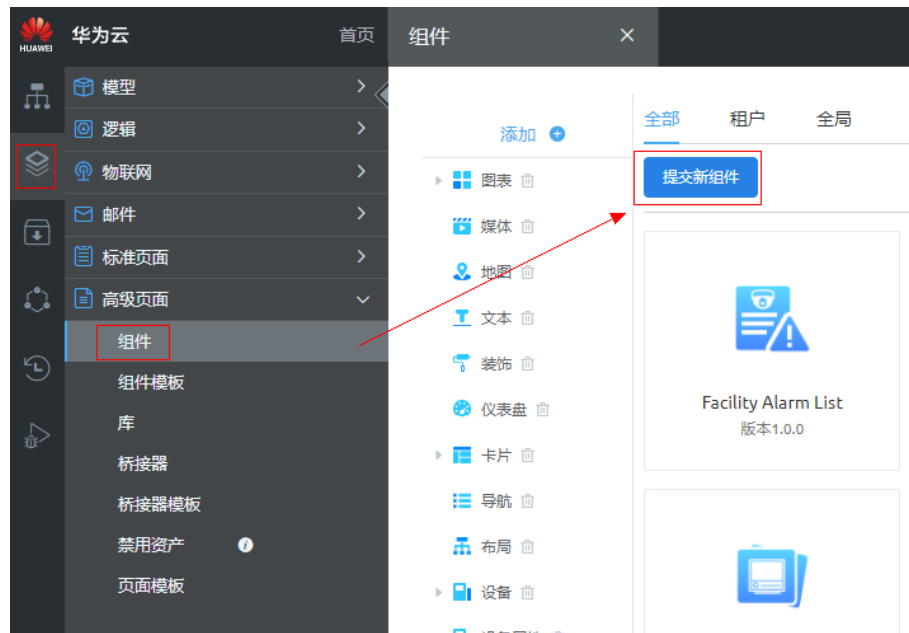 HUAWEI
华为云
首页
组件
模型
逻辑
物联网
邮件
标准页面
高级页面
组件
组件模板
库
桥接器
桥接器模板
禁用资产
页面模板
添加
图表
媒体
地图
文本
装饰
仪表盘
卡片
导航
布局
设备
全部 租户 全局
提交新组件
Facility Alarm List
版本1.0.0